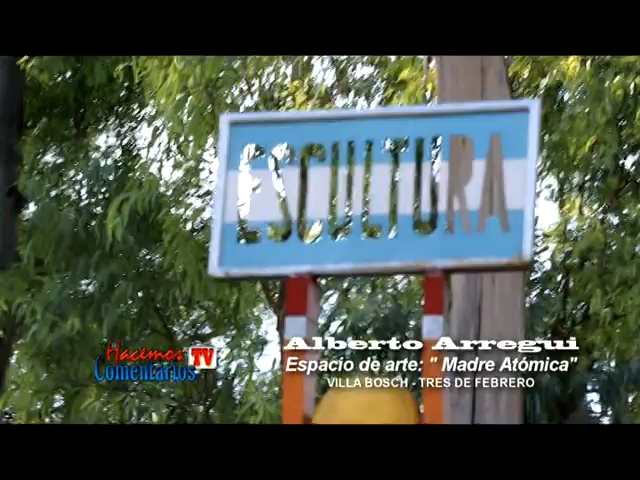 ESCULTURA
Hacemos
Comentarios
TV
Alberto Arregui
Espacio de arte: " Madre Atómica"
VILLA BOSCH - TRES DE FEBRERO